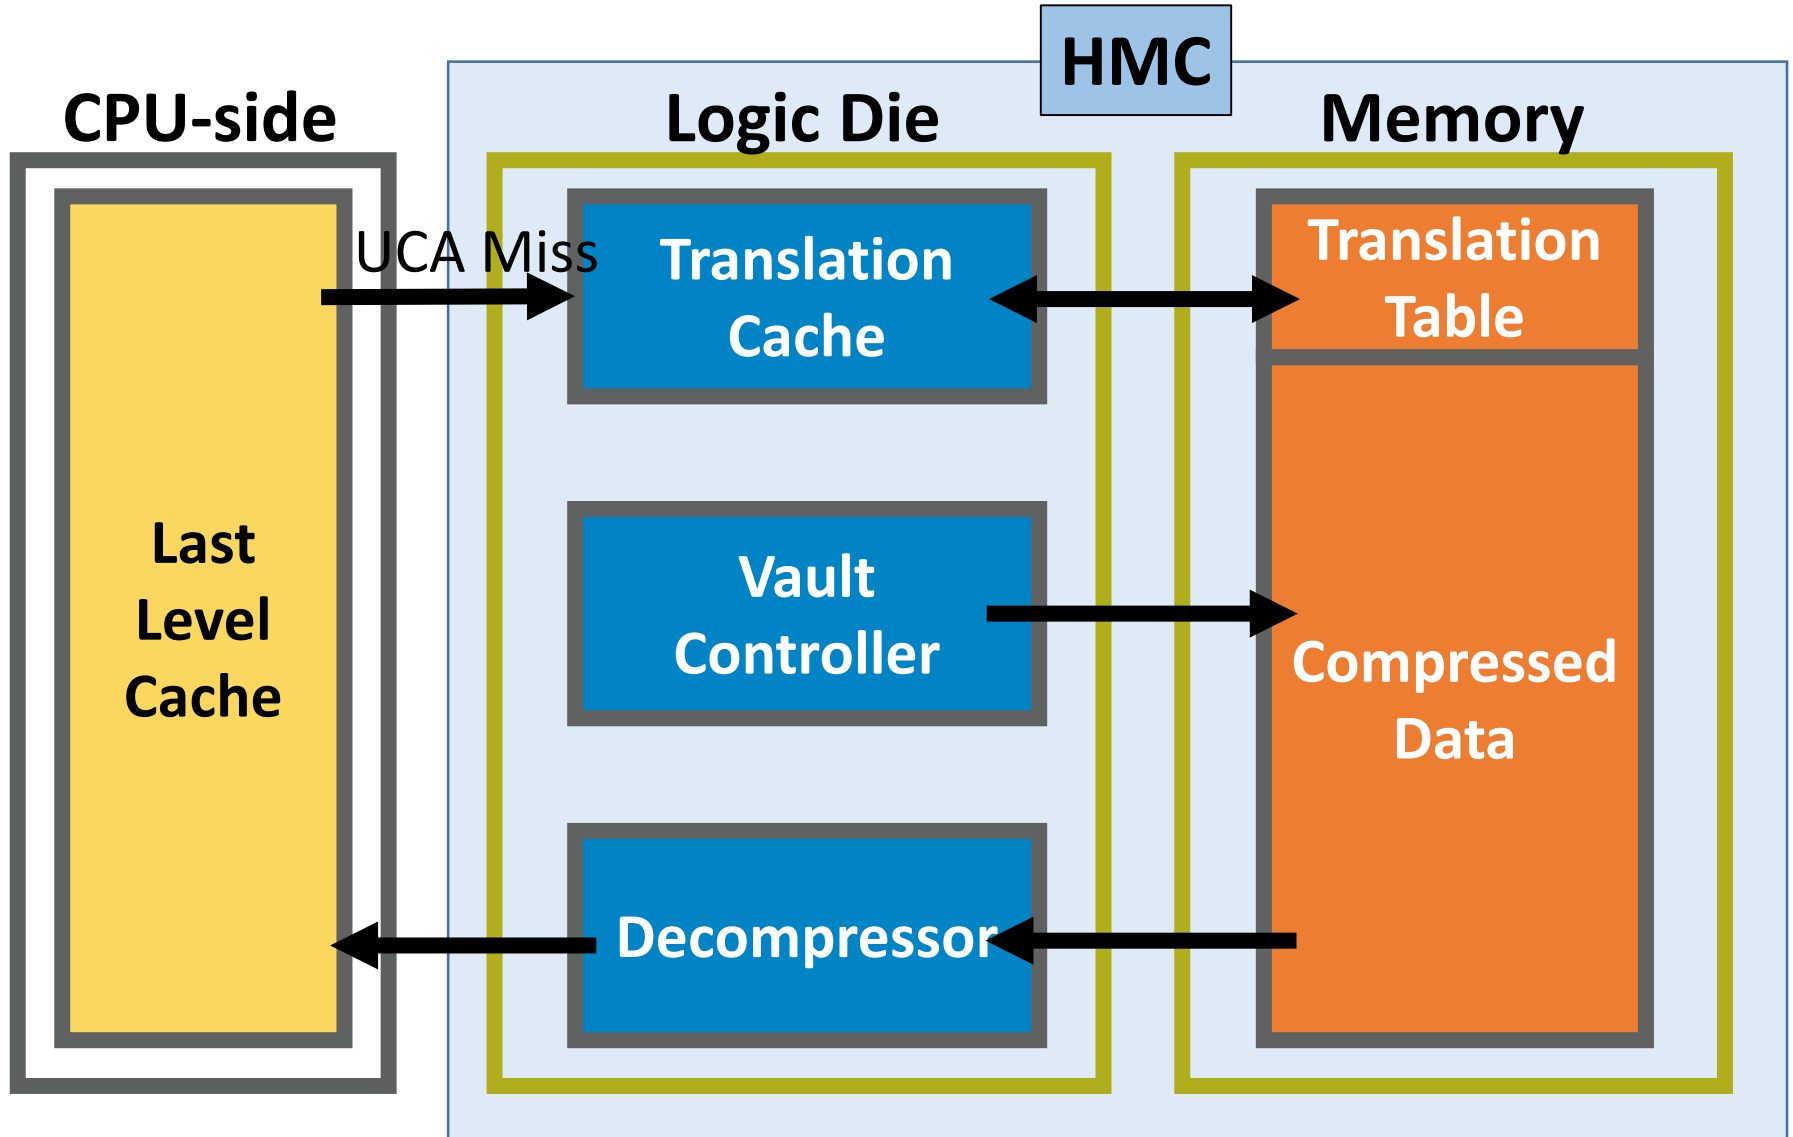 HMC
CPU-side
Logic Die
Memory
UCA Miss
Translation
Cache
Translation
Table
Last
Level
Cache
Vault
Controller
Compressed
Data
Decompressor